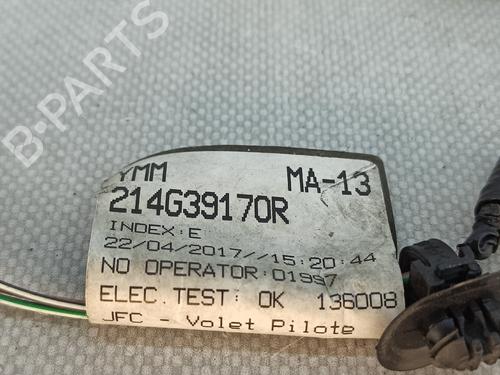 B-PARTS
YMM MA-13
214G39170R
INDEX:E
22/04/2017//15:20:44
NO OPERATOR:01997
ELEC.TEST: OK 136008
JFC - Volet Pilote